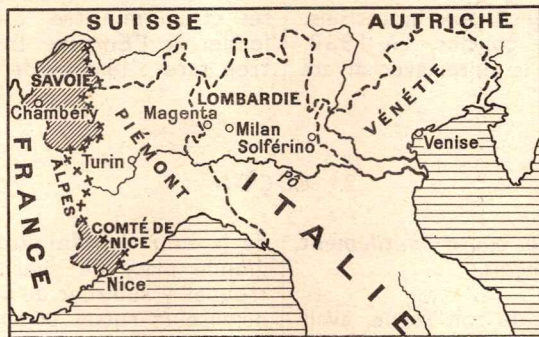 SUISSE
AUTRICHE
SAVOIE
Chambéry
Magenta
LOMBARDIE
Milan
Solférino
VÉNÉTIE
Venise
PIÉMONT
Turin
FRANCE
ALPES
PÔ
ITALIE
COMTÉ DE
NICE
Nice